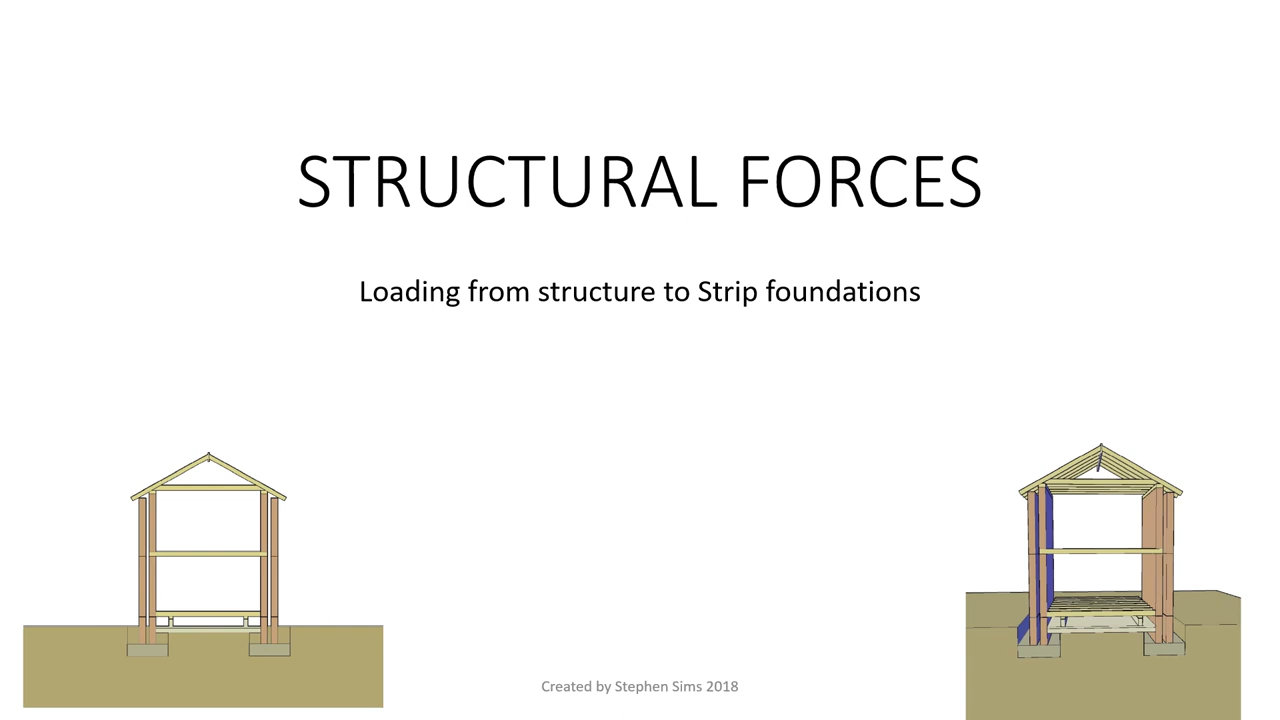 STRUCTURAL FORCES
Loading from structure to Strip foundations
Created by Stephen Sims 2018